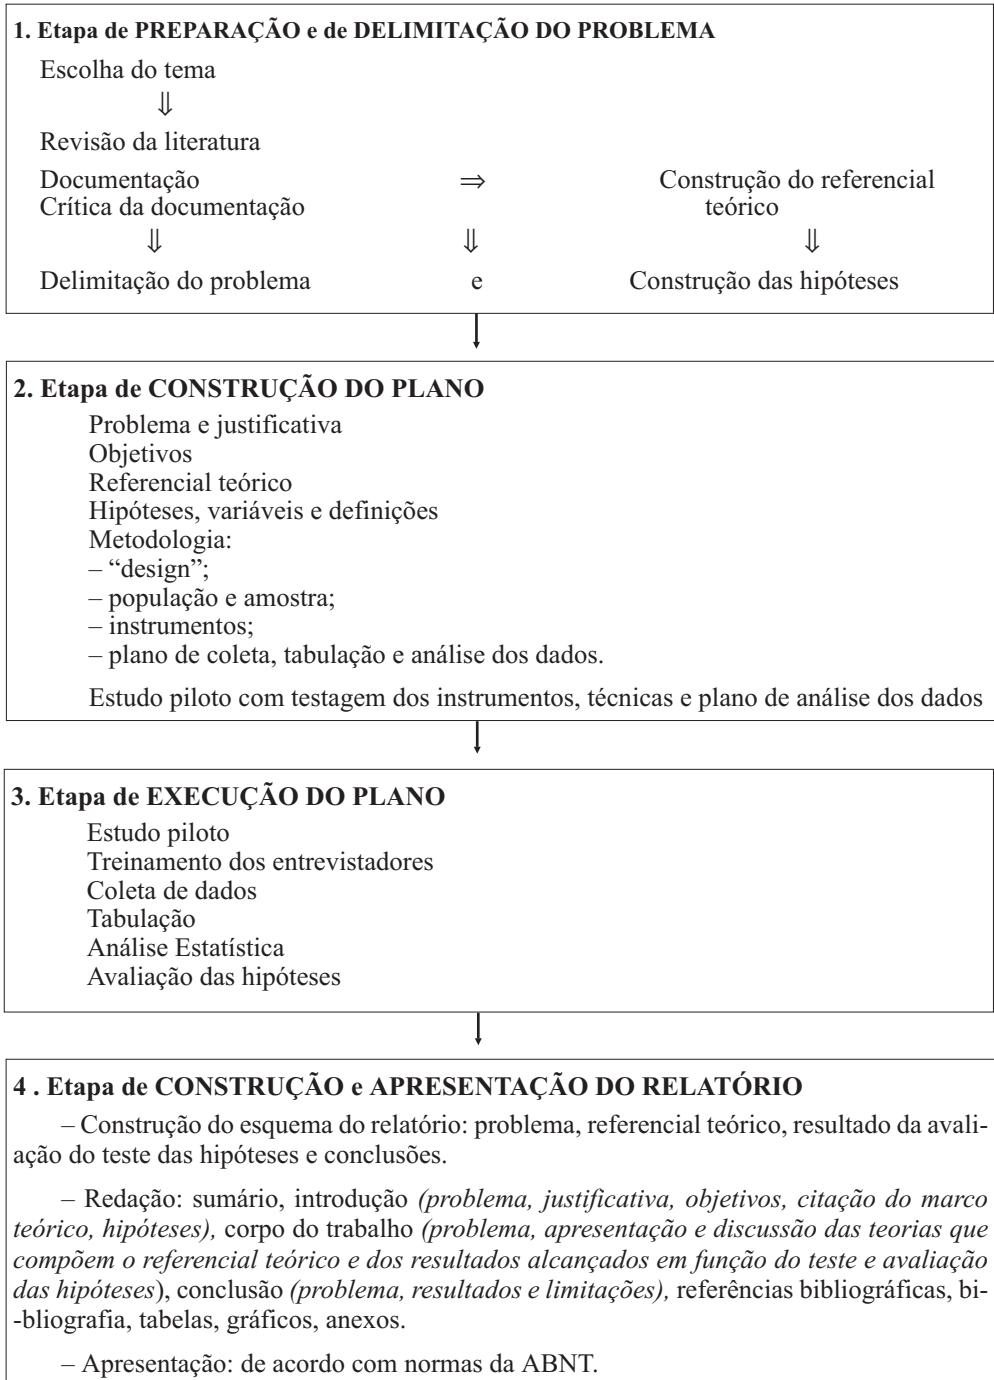 1. Etapa de PREPARAÇÃO e de DELIMITAÇÃO DO PROBLEMA
Escolha do tema
⇓
Revisão da literatura
Documentação ⇒ Construção do referencial
Crítica da documentação teórico
⇓ ⇓ ⇓
Delimitação do problema e Construção das hipóteses
2. Etapa de CONSTRUÇÃO DO PLANO
Problema e justificativa
Objetivos
Referencial teórico
Hipóteses, variáveis e definições
Metodologia:
– “design”;
– população e amostra;
– instrumentos;
– plano de coleta, tabulação e análise dos dados.
Estudo piloto com testagem dos instrumentos, técnicas e plano de análise dos dados
3. Etapa de EXECUÇÃO DO PLANO
Estudo piloto
Treinamento dos entrevistadores
Coleta de dados
Tabulação
Análise Estatística
Avaliação das hipóteses
4 . Etapa de CONSTRUÇÃO e APRESENTAÇÃO DO RELATÓRIO
– Construção do esquema do relatório: problema, referencial teórico, resultado da avali-
ação do teste das hipóteses e conclusões.
– Redação: sumário, introdução (problema, justificativa, objetivos, citação do marco
teórico, hipóteses), corpo do trabalho (problema, apresentação e discussão das teorias que
compõem o referencial teórico e dos resultados alcançados em função do teste e avaliação
das hipóteses), conclusão (problema, resultados e limitações), referências bibliográficas, bi-
-bliografia, tabelas, gráficos, anexos.
– Apresentação: de acordo com normas da ABNT.